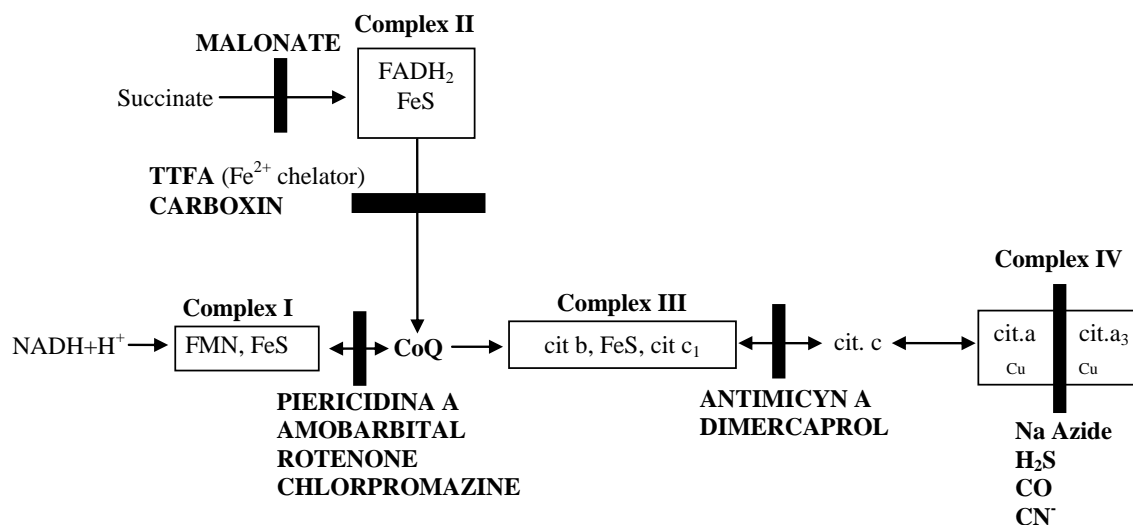 Complex II
MALONATE
FADH₂
FeS
Succinate
TTFA (Fe²⁺ chelator)
CARBOXIN
Complex I
NADH+H⁺
FMN, FeS
CoQ
Complex III
cit b, FeS, cit c₁
cit. c
Complex IV
cit.a
Cu
cit.a₃
Cu
PIERICIDINA A
AMOBARBITAL
ROTENONE
CHLORPROMAZINE
ANTIMICYN A
DIMERCAPROL
Na Azide
H₂S
CO
CN⁻